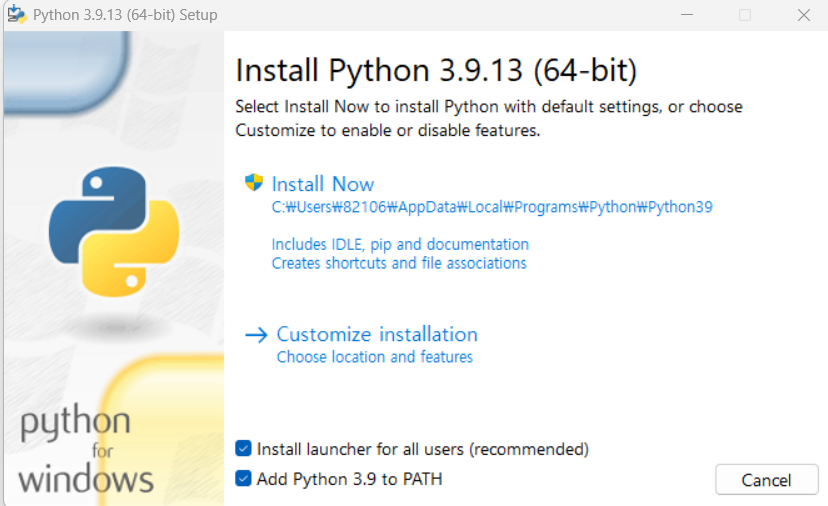 Python 3.9.13 (64-bit) Setup
Install Python 3.9.13 (64-bit)
Select Install Now to install Python with default settings, or choose
Customize to enable or disable features.
Install Now
C:₩Users₩82106₩AppData₩Local₩Programs₩Python₩Python39
Includes IDLE, pip and documentation
Creates shortcuts and file associations
Customize installation
Choose location and features
python
for
windows
Install launcher for all users (recommended)
Add Python 3.9 to PATH
Cancel